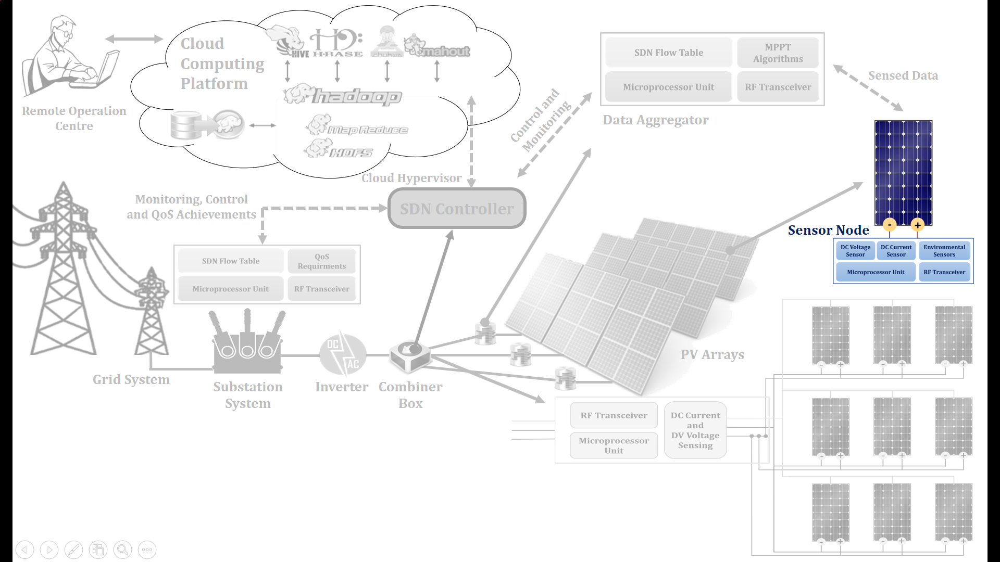 Cloud
Computing
Platform
HIVE
H-BASE
chukwa
mahout
hadoop
Map Reduce
HDFS
Remote Operation
Centre
Cloud Hypervisor
Control and
Monitoring
SDN Flow Table
MPPT
Algorithms
Microprocessor Unit
RF Transceiver
Data Aggregator
Sensed Data
Monitoring, Control
and QoS Achievements
SDN Controller
SDN Flow Table
QoS
Requirments
Microprocessor Unit
RF Transceiver
- +
Sensor Node
DC Voltage
Sensor
DC Current
Sensor
Environmental
Sensors
Microprocessor Unit
RF Transceiver
DC
AC
Grid System
Substation
System
Inverter
Combiner
Box
PV Arrays
RF Transceiver
Microprocessor
Unit
DC Current
and
DV Voltage
Sensing
- + - + - +
- + - + - +
- + - + - +